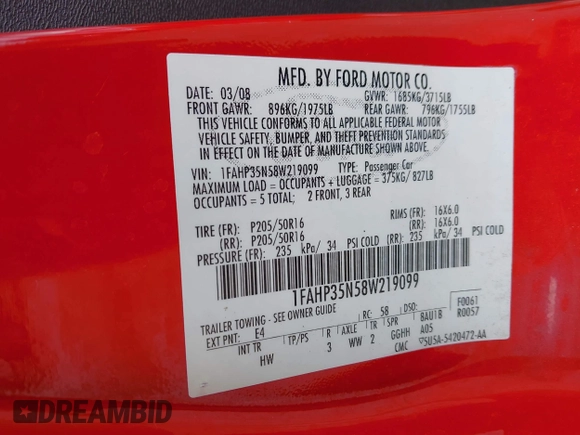 MFD. BY FORD MOTOR CO.
DATE: 03/08 GVWR: 1685KG/3715LB
FRONT GAWR: 896KG/1975LB REAR GAWR: 796KG/1755LB
THIS VEHICLE CONFORMS TO ALL APPLICABLE FEDERAL MOTOR
VEHICLE SAFETY, BUMPER, AND THEFT PREVENTION STANDARDS
IN EFFECT ON THE DATE OF MANUFACTURE SHOWN ABOVE.
VIN: 1FAHP35N58W219099 TYPE: Passenger Car
MAXIMUM LOAD = OCCUPANTS + LUGGAGE = 375KG/ 827LB
OCCUPANTS = 5 TOTAL; 2 FRONT, 3 REAR
TIRE (FR): P205/50R16 RIMS (FR): 16X6.0
(RR): P205/50R16 (RR): 16X6.0
PRESSURE (FR): 235 kPa/ 34 PSI COLD (RR): 235 kPa/ 34 PSI COLD
1FAHP35N58W219099
TRAILER TOWING - SEE OWNER GUIDE
F0061
R0057
EXT PNT: E4 RC: 58 DSO: 8AU1B
INT TR TP/PS R AXLE TR SPR A05
HW 3 WW 2 GGHH
CMC 5U5A-5420472-AA
DREAMBID